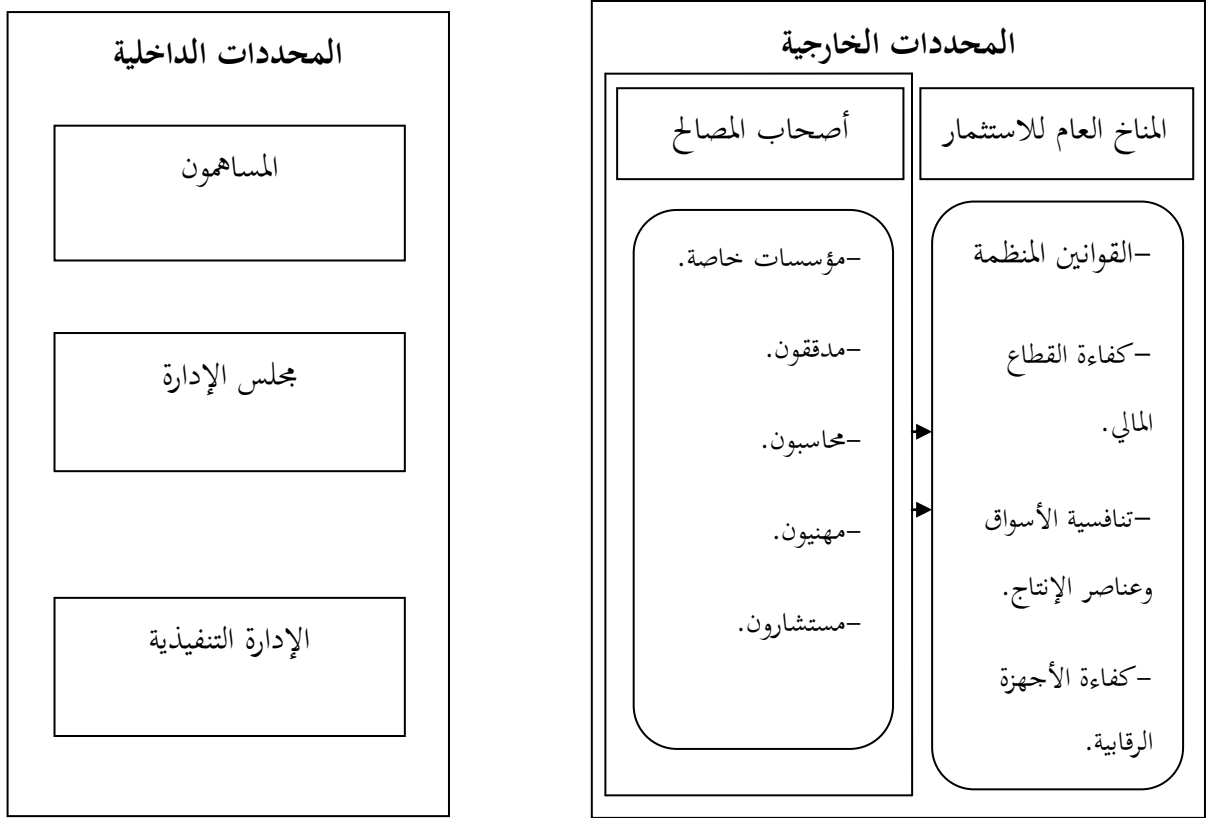 المحددات الخارجية
المناخ العام للاستثمار
–القوانين المنظمة
–كفاءة القطاع
المالي.
–تنافسية الأسواق
وعناصر الإنتاج.
–كفاءة الأجهزة
الرقابية.
أصحاب المصالح
–مؤسسات خاصة.
–مدققون.
–محاسبون.
–مهنيون.
–مستشارون.
المحددات الداخلية
المساهمون
مجلس الإدارة
الإدارة التنفيذية